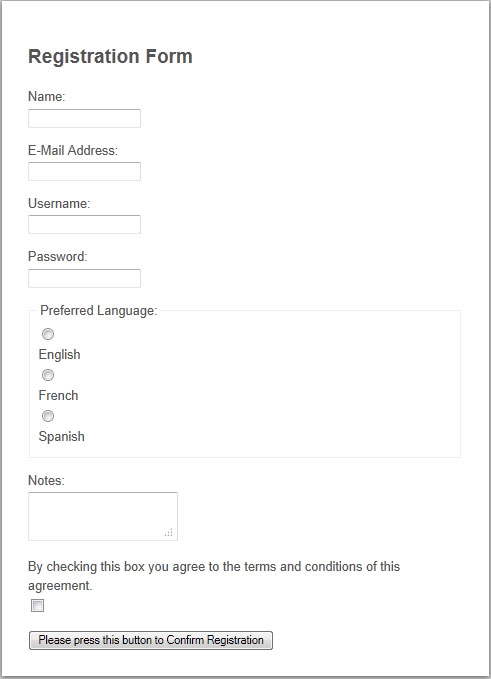 Registration Form
Name:
E-Mail Address:
Username:
Password:
Preferred Language:
English
French
Spanish
Notes:
By checking this box you agree to the terms and conditions of this
agreement.
Please press this button to Confirm Registration